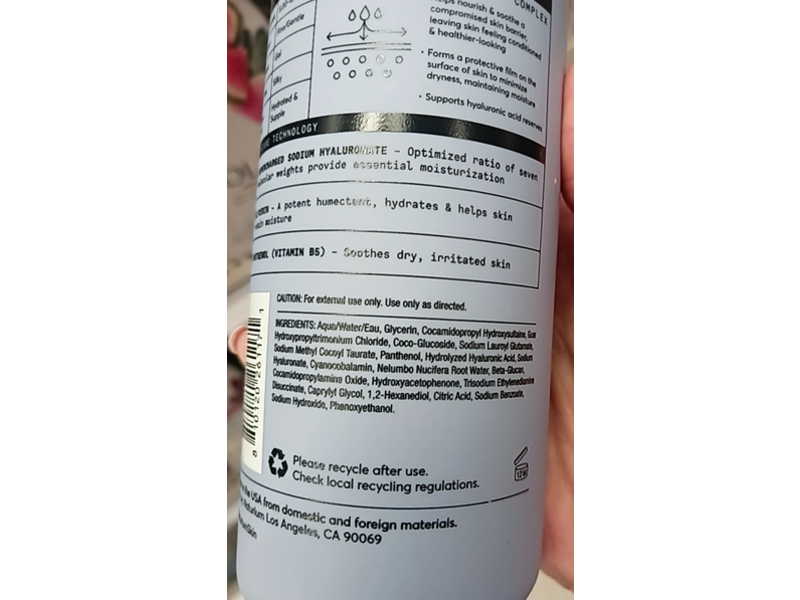 COMPLEX
Helps nourish & soothe a
compromised skin barrier,
leaving skin feeling conditioned
& healthier-looking
• Forms a protective film on the
surface of skin to minimize
dryness, maintaining moisture
• Supports hyaluronic acid reserves
Fine/Gentle
Gel
Silky
Hydrated &
Supple
TECHNOLOGY
SODIUM HYALURONATE – Optimized ratio of seven
weights provide essential moisturization
– A potent humectant, hydrates & helps skin
moisture
(VITAMIN B5) – Soothes dry, irritated skin
CAUTION: For external use only. Use only as directed.
INGREDIENTS: Aqua/Water/Eau, Glycerin, Cocamidopropyl Hydroxysultaine, Guar
Hydroxypropyltrimonium Chloride, Coco-Glucoside, Sodium Lauroyl Glutamate,
Sodium Methyl Cocoyl Taurate, Panthenol, Hydrolyzed Hyaluronic Acid, Sodium
Hyaluronate, Cyanocobalamin, Nelumbo Nucifera Root Water, Beta-Glucan,
Cocamidopropylamine Oxide, Hydroxyacetophenone, Trisodium Ethylenediamine
Disuccinate, Caprylyl Glycol, 1,2-Hexanediol, Citric Acid, Sodium Benzoate,
Sodium Hydroxide, Phenoxyethanol.
Please recycle after use.
Check local recycling regulations.
12M
the USA from domestic and foreign materials.
Naturium Los Angeles, CA 90069